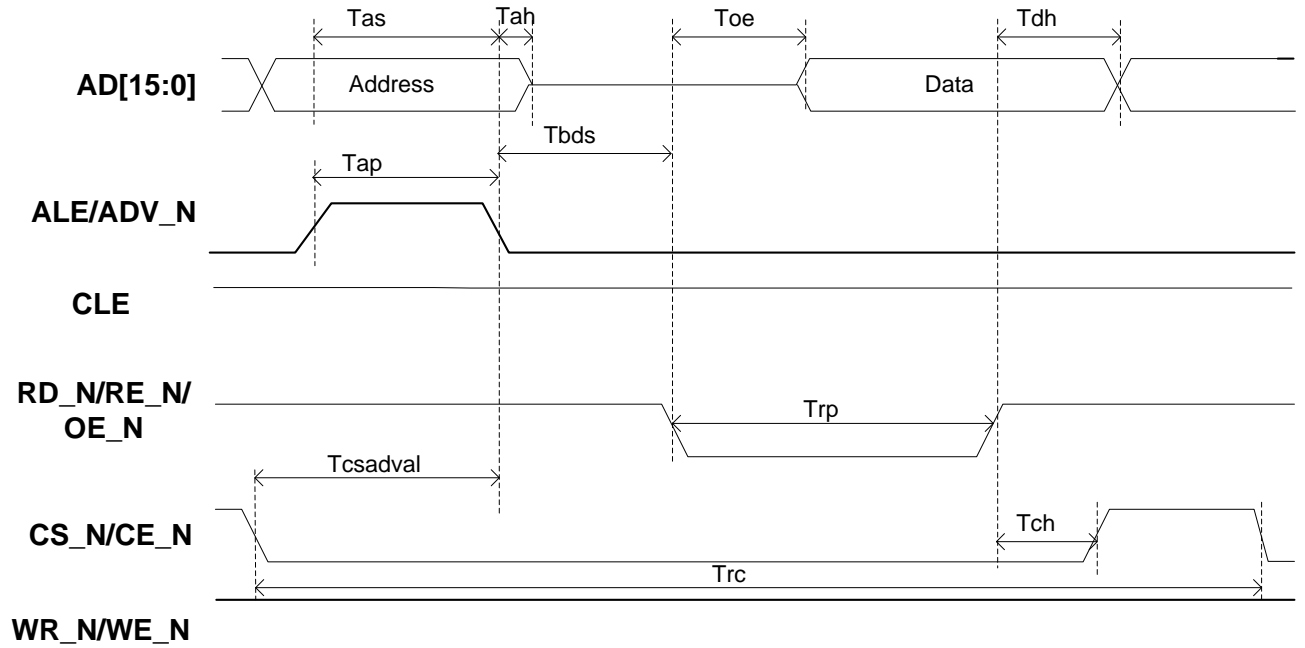 Tas Tah Toe Tdh
AD[15:0] Address Data
Tbds
Tap
ALE/ADV_N
CLE
RD_N/RE_N/
OE_N
Trp
Tcsadval
CS_N/CE_N
Tch
Trc
WR_N/WE_N